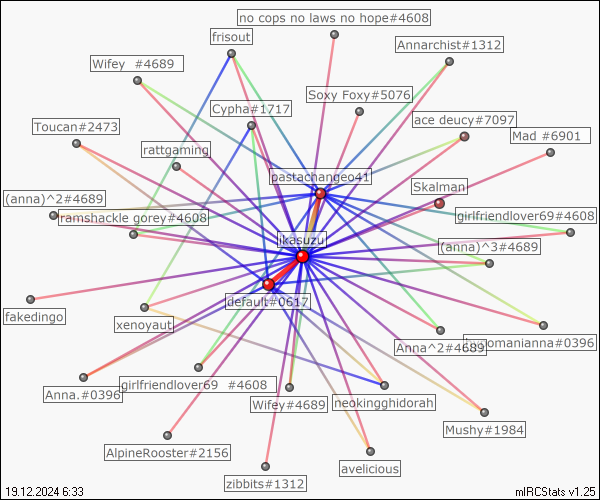 no cops no laws no hope#4608
frisout
Annarchist#1312
Wifey  #4689
Soxy Foxy#5076
Cypha#1717
ace deucy#7097
Toucan#2473
Mad #6901
rattgaming
pastachangeo41
Skalman
(anna)^2#4689
ramshackle gorey#4608
girlfriendlover69#4608
ikasuzu
(anna)^3#4689
default#0617
fakedingo
xenoyaut
Anna^2#4689
#0396
girlfriendlover69  #4608
Anna.#0396
Wifey#4689
neokingghidorah
Mushy#1984
AlpineRooster#2156
avelicious
zibbits#1312
19.12.2024 6:33
mIRCStats v1.25